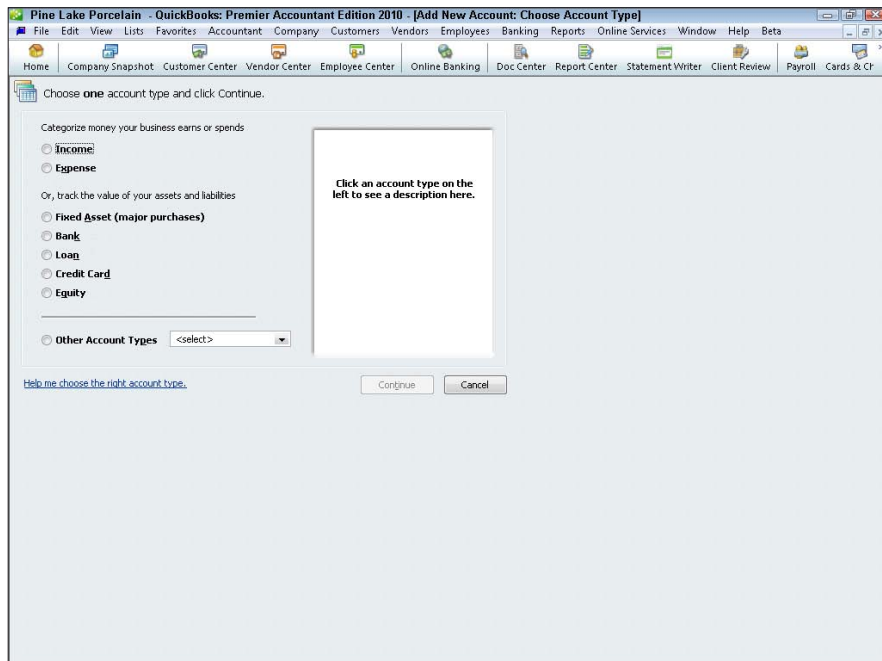 Pine Lake Porcelain - QuickBooks: Premier Accountant Edition 2010 - [Add New Account: Choose Account Type]
File Edit View Lists Favorites Accountant Company Customers Vendors Employees Banking Reports Online Services Window Help Beta
Home Company Snapshot Customer Center Vendor Center Employee Center Online Banking Doc Center Report Center Statement Writer Client Review Payroll Cards & Ch
Choose one account type and click Continue.
Categorize money your business earns or spends
Income
Expense
Or, track the value of your assets and liabilities
Fixed Asset (major purchases)
Bank
Loan
Credit Card
Equity
Other Account Types <select>
Click an account type on the
left to see a description here.
Help me choose the right account type.
Continue Cancel